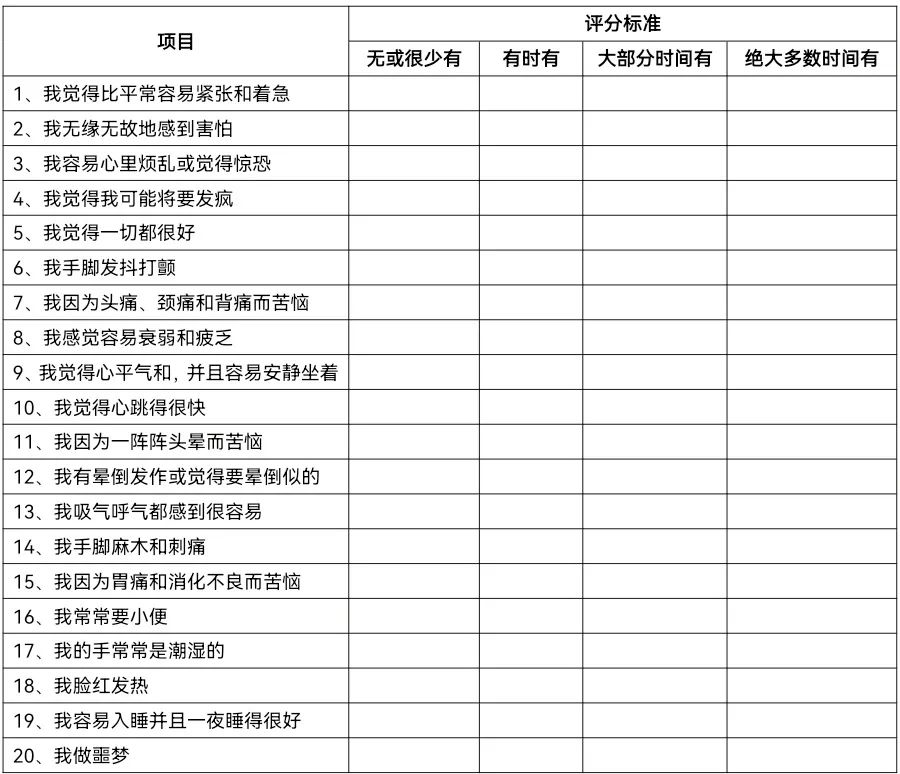 项目
评分标准
无或很少有 有时有 大部分时间有 绝大多数时间有
1、我觉得比平常容易紧张和着急
2、我无缘无故地感到害怕
3、我容易心里烦乱或觉得惊恐
4、我觉得我可能将要发疯
5、我觉得一切都很好
6、我手脚发抖打颤
7、我因为头痛、颈痛和背痛而苦恼
8、我感觉容易衰弱和疲乏
9、我觉得心平气和，并且容易安静坐着
10、我觉得心跳得很快
11、我因为一阵阵头晕而苦恼
12、我有晕倒发作或觉得要晕倒似的
13、我吸气呼气都感到很容易
14、我手脚麻木和刺痛
15、我因为胃痛和消化不良而苦恼
16、我常常要小便
17、我的手常常是潮湿的
18、我脸红发热
19、我容易入睡并且一夜睡得很好
20、我做噩梦